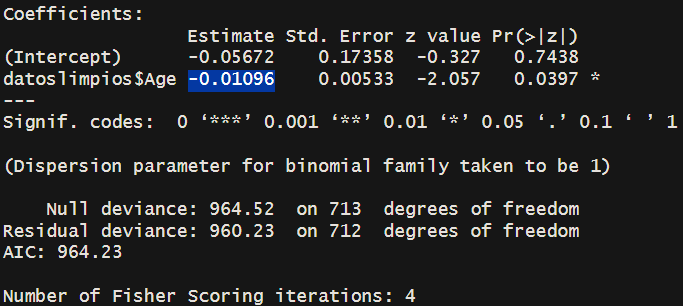 Coefficients:
Estimate Std. Error z value Pr(>|z|)
(Intercept) -0.05672 0.17358 -0.327 0.7438
datoslimpios$Age -0.01096 0.00533 -2.057 0.0397 *
---
Signif. codes: 0 ‘***’ 0.001 ‘**’ 0.01 ‘*’ 0.05 ‘.’ 0.1 ‘ ’ 1
(Dispersion parameter for binomial family taken to be 1)
Null deviance: 964.52 on 713 degrees of freedom
Residual deviance: 960.23 on 712 degrees of freedom
AIC: 964.23
Number of Fisher Scoring iterations: 4